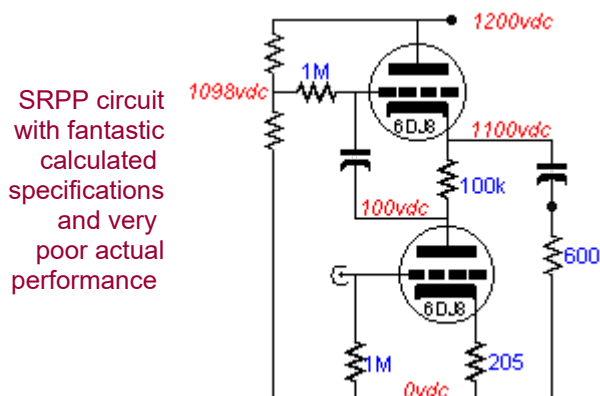 SRPP circuit
with fantastic
calculated
specifications
and very
poor actual
performance
1200vdc
1M
1098vdc
6DJ8
1100vdc
100k
100vdc
600
6DJ8
1M
205
0vdc